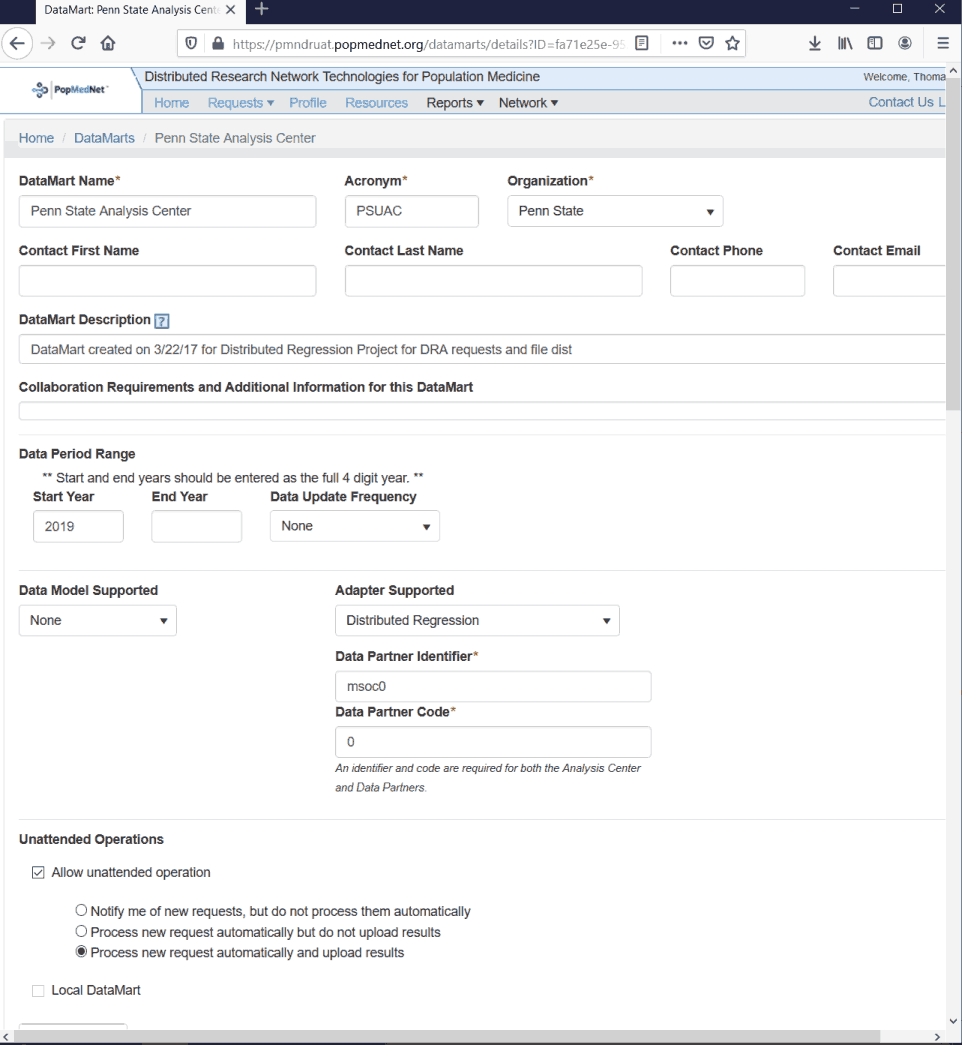 DataMart: Penn State Analysis Cent
https://pmndruat.popmednet.org/datamarts/details?ID=fa71e25e-95
PopMedNet
Distributed Research Network Technologies for Population Medicine
Welcome, Thoma
Home Requests Profile Resources Reports Network
Contact Us L
Home / DataMarts / Penn State Analysis Center
DataMart Name* Acronym* Organization*
Penn State Analysis Center PSUAC Penn State
Contact First Name Contact Last Name Contact Phone Contact Email
DataMart Description ?
DataMart created on 3/22/17 for Distributed Regression Project for DRA requests and file dist
Collaboration Requirements and Additional Information for this DataMart
Data Period Range
** Start and end years should be entered as the full 4 digit year. **
Start Year End Year Data Update Frequency
2019 None
Data Model Supported Adapter Supported
None Distributed Regression
Data Partner Identifier*
msoc0
Data Partner Code*
0
An identifier and code are required for both the Analysis Center
and Data Partners.
Unattended Operations
Allow unattended operation
Notify me of new requests, but do not process them automatically
Process new request automatically but do not upload results
Process new request automatically and upload results
Local DataMart